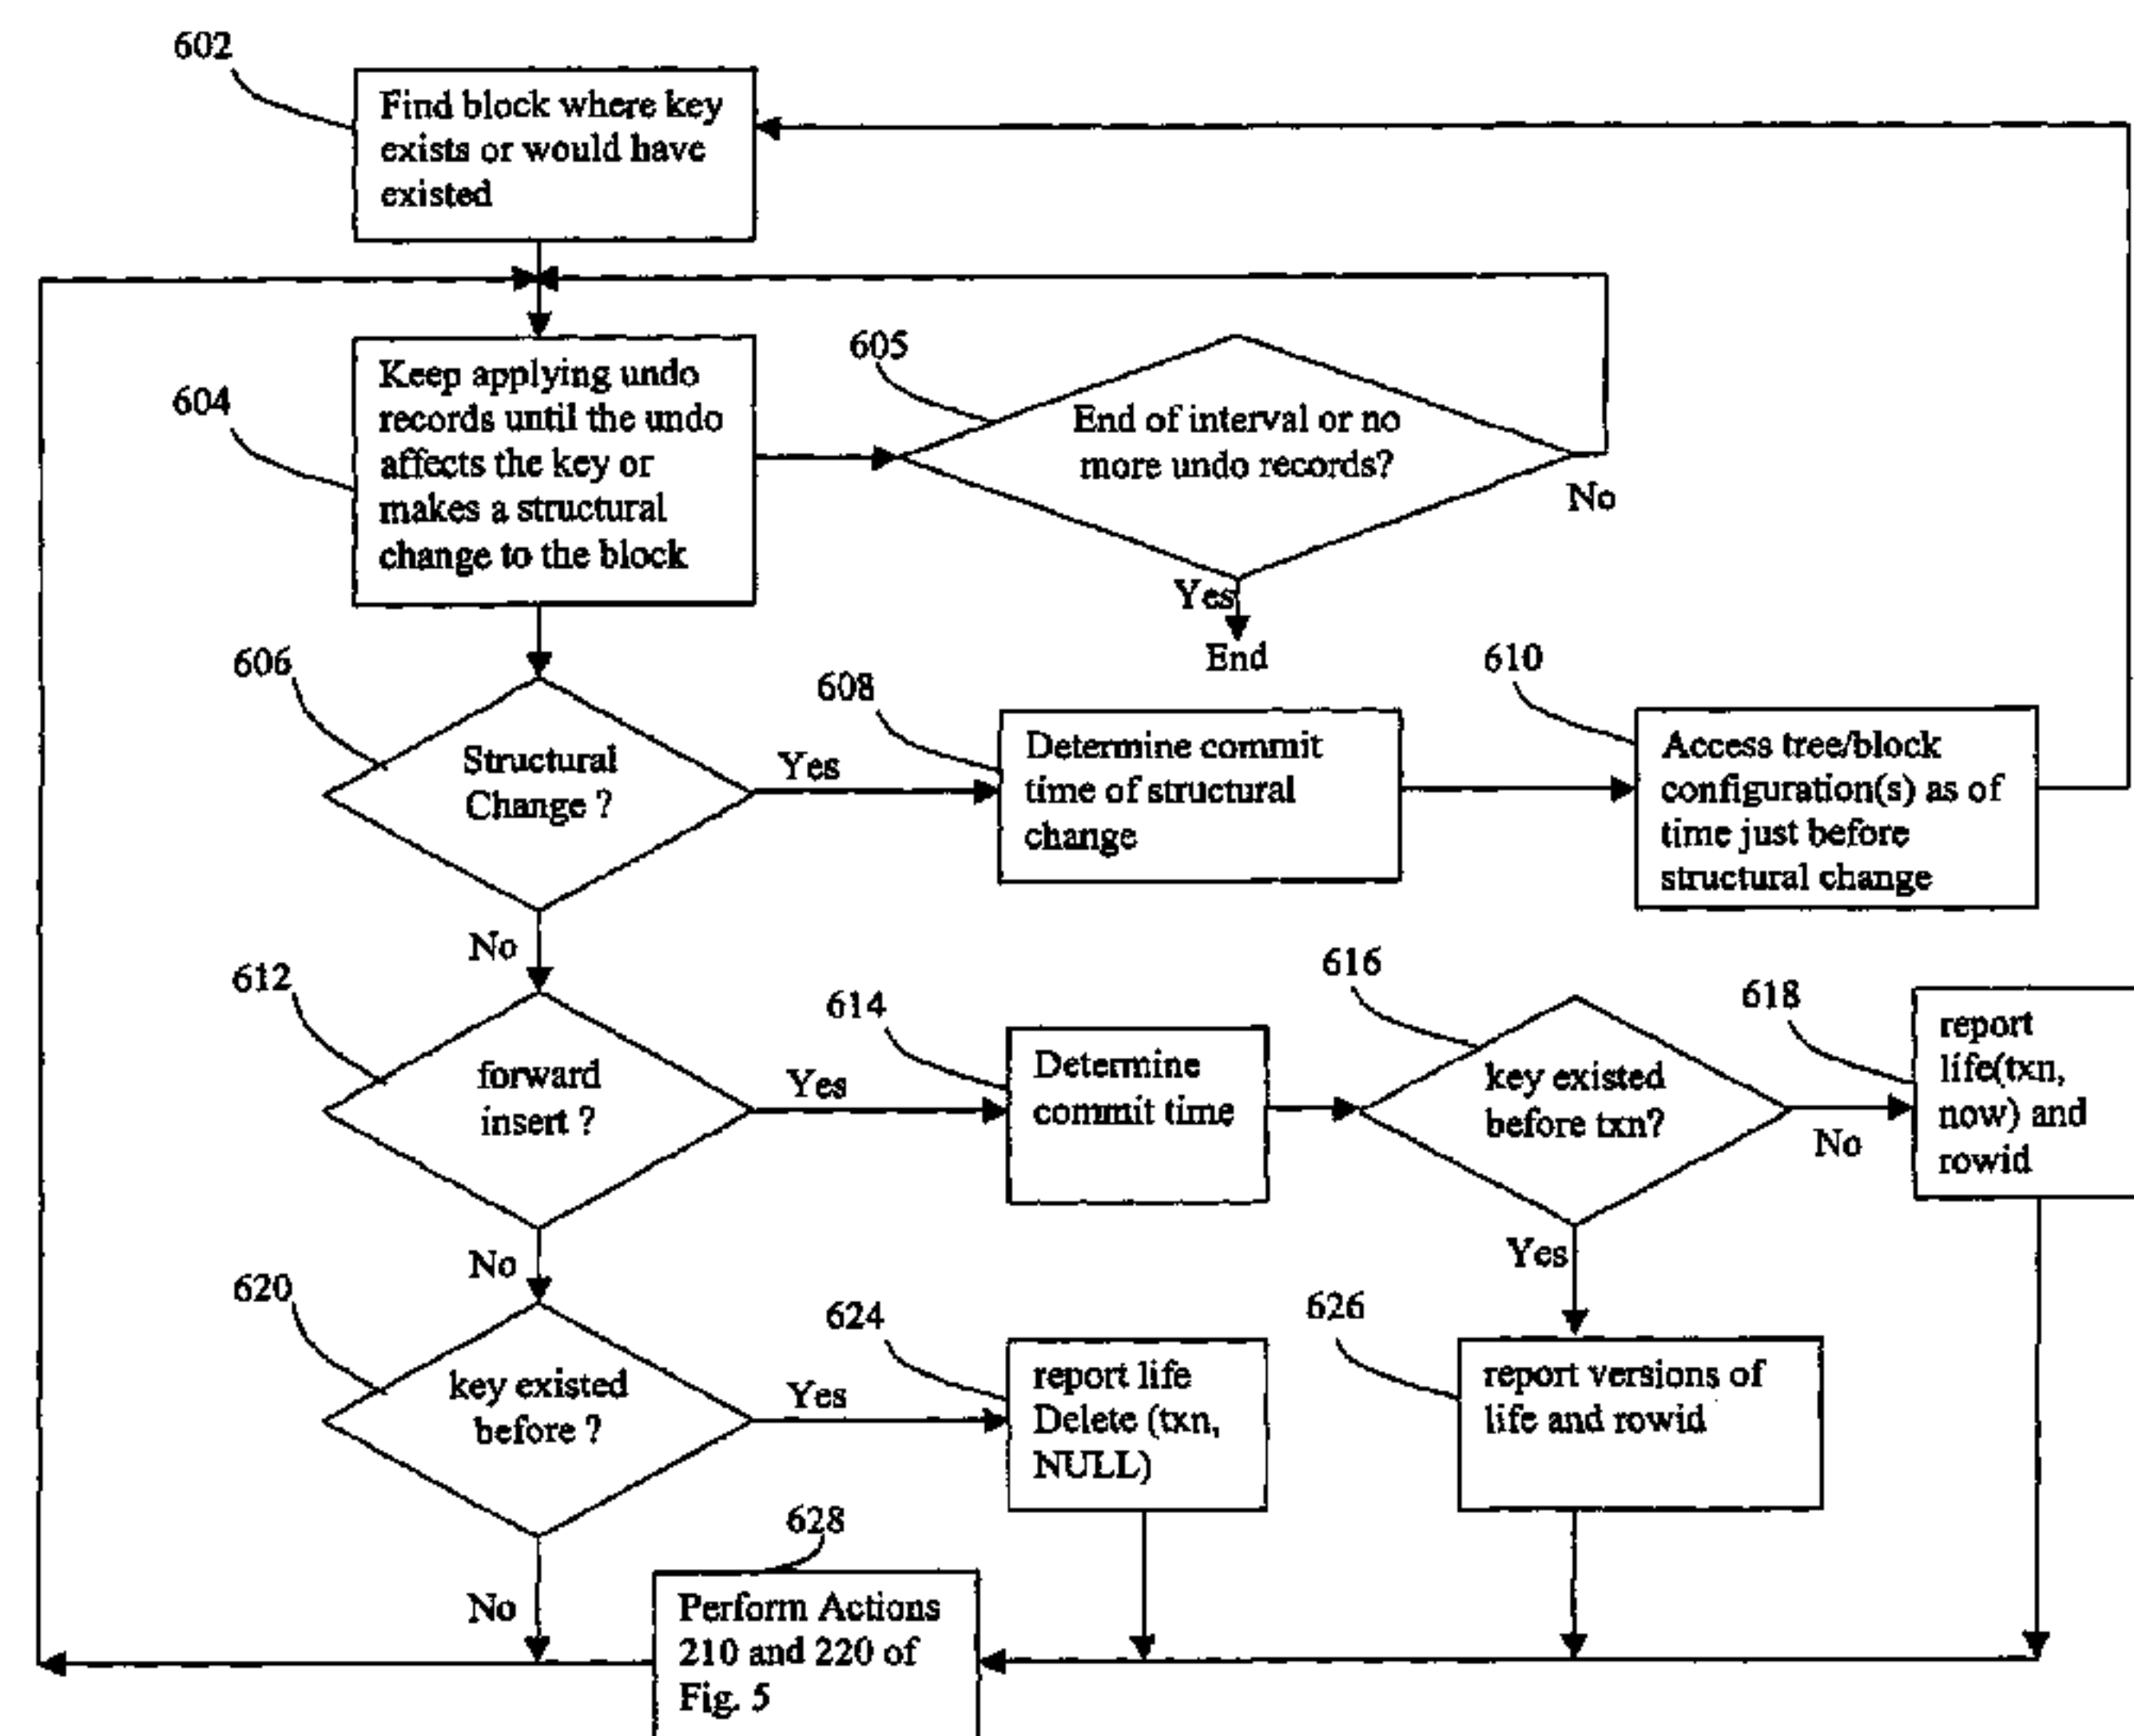 602
Find block where key
exists or would have
existed
604
Keep applying undo
records until the undo
affects the key or
makes a structural
change to the block
605
End of interval or no
more undo records?
No
Yes
End
606
Structural
Change ?
Yes
No
608
Determine commit
time of structural
change
610
Access tree/block
configuration(s) as of
time just before
structural change
612
forward
insert ?
Yes
No
614
Determine
commit time
616
key existed
before txn?
No
Yes
618
report
life(txn,
now) and
rowid
620
key existed
before ?
Yes
No
624
report life
Delete (txn,
NULL)
626
report versions of
life and rowid
628
Perform Actions
210 and 220 of
Fig. 5